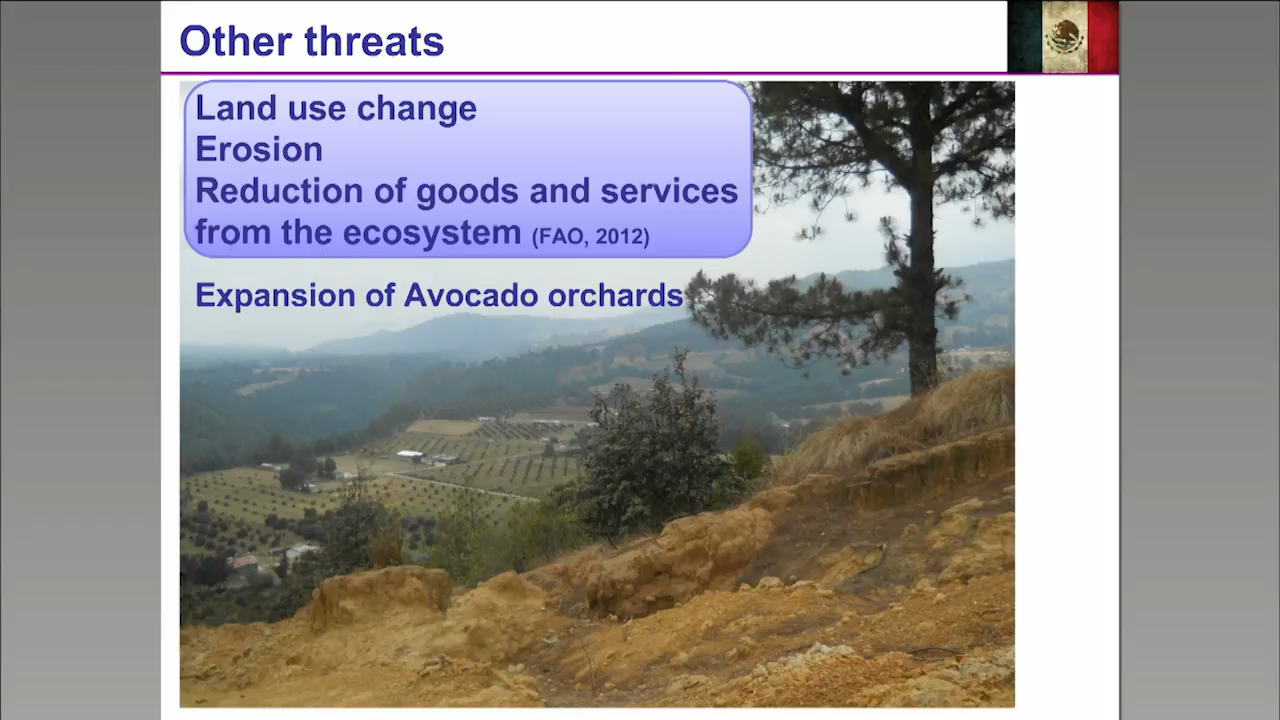 Other threats
Land use change
Erosion
Reduction of goods and services
from the ecosystem (FAO, 2012)
Expansion of Avocado orchards